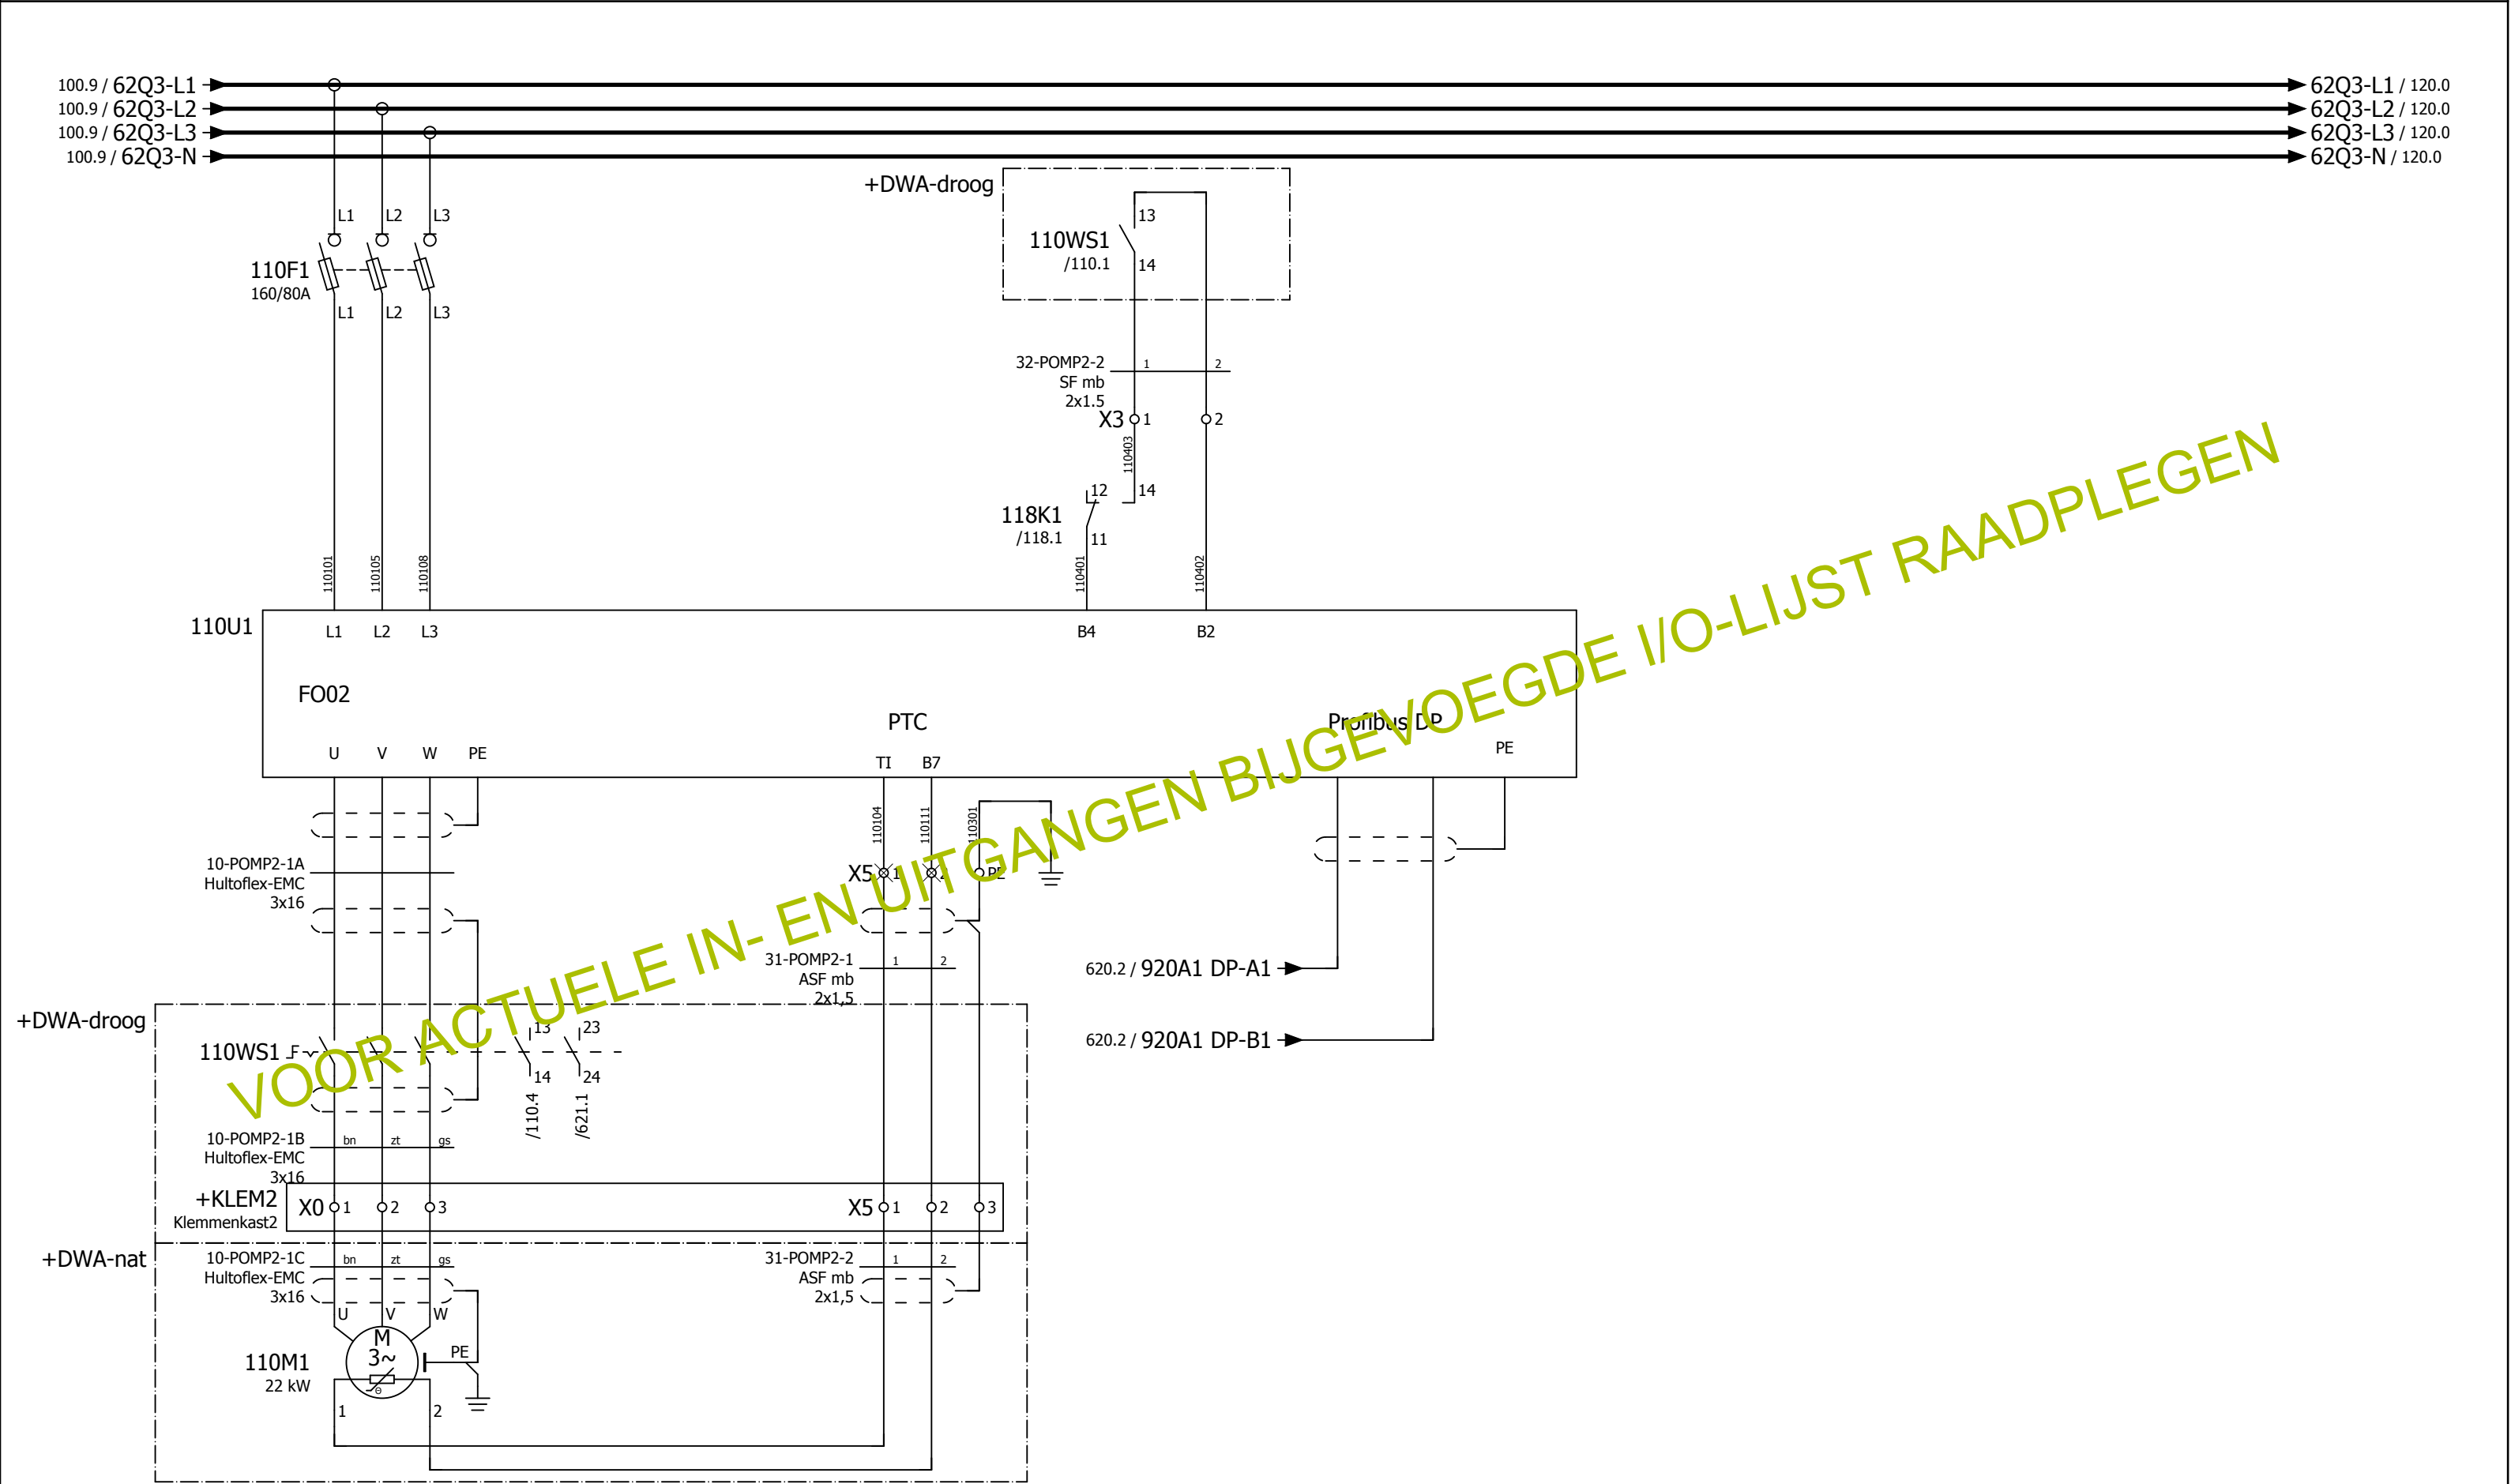 100.9 / 62Q3-L1
62Q3-L1 / 120.0
100.9 / 62Q3-L2
62Q3-L2 / 120.0
100.9 / 62Q3-L3
62Q3-L3 / 120.0
100.9 / 62Q3-N
62Q3-N / 120.0
+DWA-droog
L1 L2 L3
13
110WS1
/110.1
14
110F1
160/80A
L1 L2 L3
32-POMP2-2
SF mb
2x1.5
1 2
X3 1 2
110403
12 14
118K1
/118.1
11
110101 110105 110108
110401 110402
110U1
L1 L2 L3
B4 B2
FO02
PTC
Profibus DP
U V W PE
TI B7
PE
110104 110111 110301
10-POMP2-1A
Hultoflex-EMC
3x16
X5 1 2 PE
31-POMP2-1
ASF mb
2x1,5
1 2
620.2 / 920A1 DP-A1
620.2 / 920A1 DP-B1
+DWA-droog
110WS1
13 23
14 24
/110.4 /621.1
10-POMP2-1B
Hultoflex-EMC
3x16
bn zt gs
+KLEM2
Klemmenkast2
X0 1 2 3
X5 1 2 3
+DWA-nat
10-POMP2-1C
Hultoflex-EMC
3x16
bn zt gs
31-POMP2-2
ASF mb
2x1,5
1 2
U V W
M
3~
PE
Θ
110M1
22 kW
1 2
VOOR ACTUELE IN- EN UITGANGEN BIJGEVOEGDE I/O-LIJST RAADPLEGEN